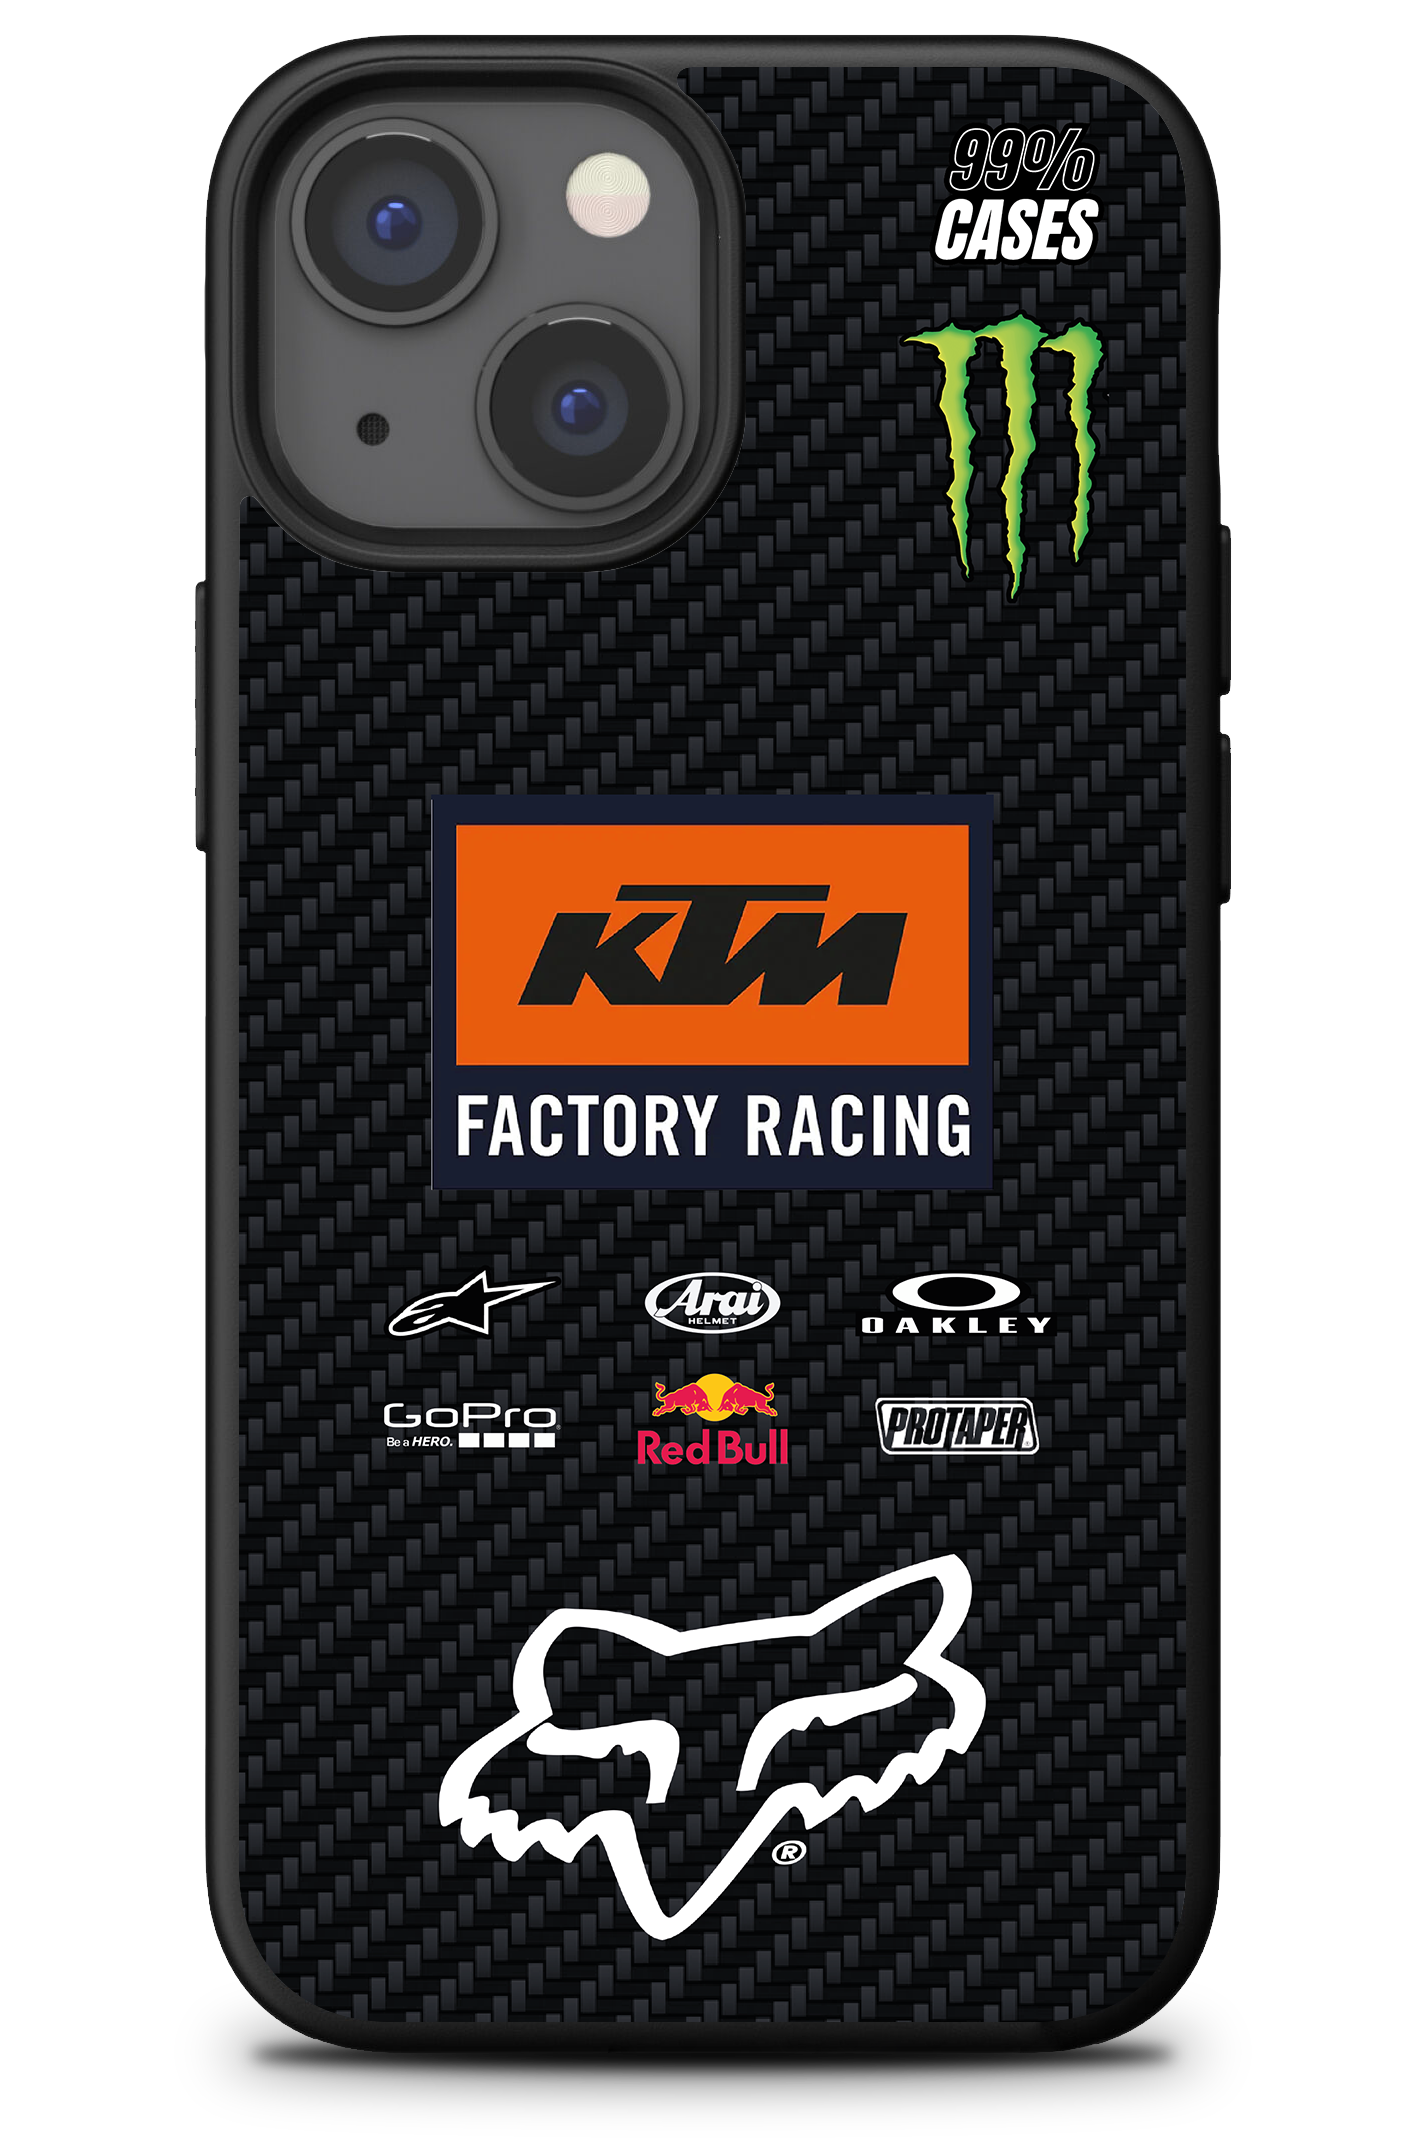 99%
CASES
KTM
FACTORY RACING
Arai
HELMET
OAKLEY
GoPro
Be a HERO.
Red Bull
PROTAPER
®